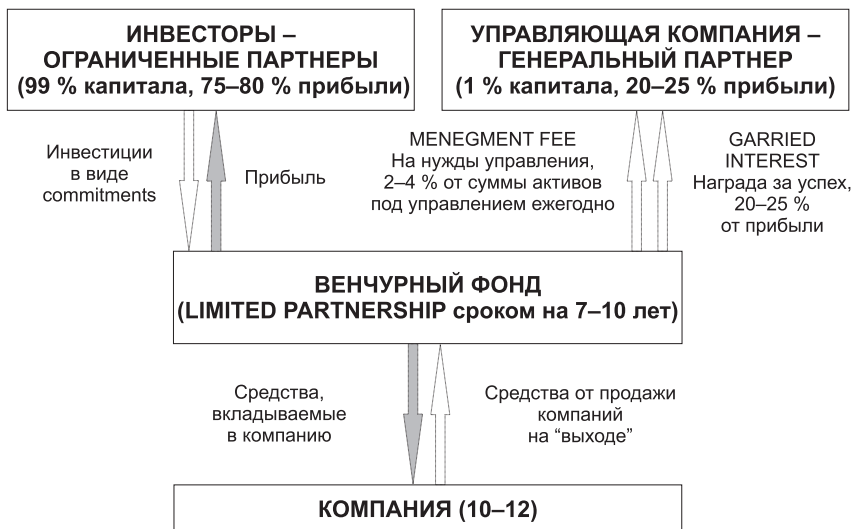 ИНВЕСТОРЫ –
ОГРАНИЧЕННЫЕ ПАРТНЕРЫ
(99 % капитала, 75–80 % прибыли)
УПРАВЛЯЮЩАЯ КОМПАНИЯ –
ГЕНЕРАЛЬНЫЙ ПАРТНЕР
(1 % капитала, 20–25 % прибыли)
Инвестиции
в виде
commitments
Прибыль
MENEGMENT FEE
На нужды управления,
2–4 % от суммы активов
под управлением ежегодно
GARRIED
INTEREST
Награда за успех,
20–25 %
от прибыли
ВЕНЧУРНЫЙ ФОНД
(LIMITED PARTNERSHIP сроком на 7–10 лет)
Средства,
вкладываемые
в компанию
Средства от продажи
компаний
на “выходе”
КОМПАНИЯ (10–12)